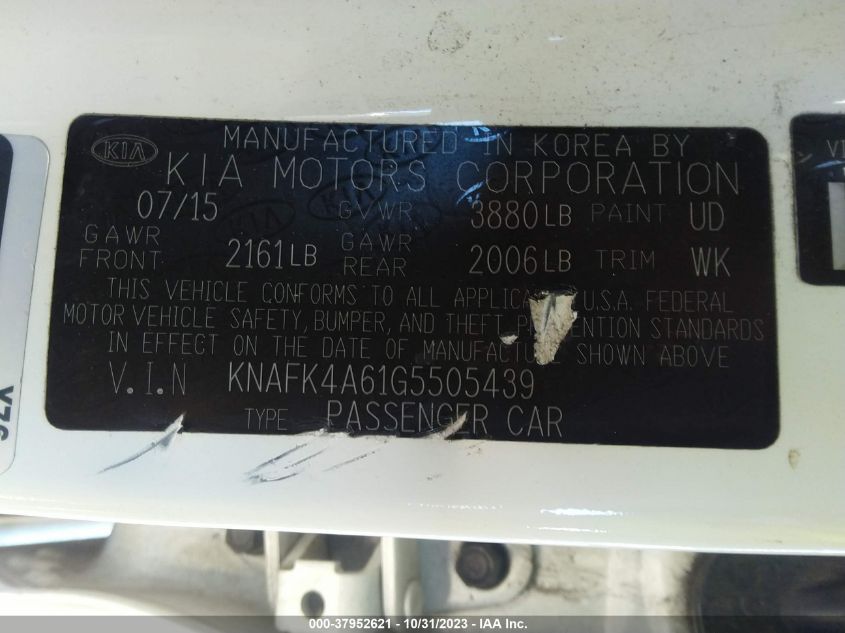 MANUFACTURED IN KOREA BY
KIA
KIA MOTORS CORPORATION
07/15 GVWR 3880LB PAINT UD
GAWR FRONT 2161LB GAWR REAR 2006LB TRIM WK
THIS VEHICLE CONFORMS TO ALL U.S.A. FEDERAL
MOTOR VEHICLE SAFETY, BUMPER, AND THEFT STANDARDS
IN EFFECT ON THE DATE OF MANUFACTURE SHOWN ABOVE
V.I.N KNAFK4A61G5505439
TYPE PASSENGER CAR
000-37952621 - 10/31/2023 - IAA Inc.